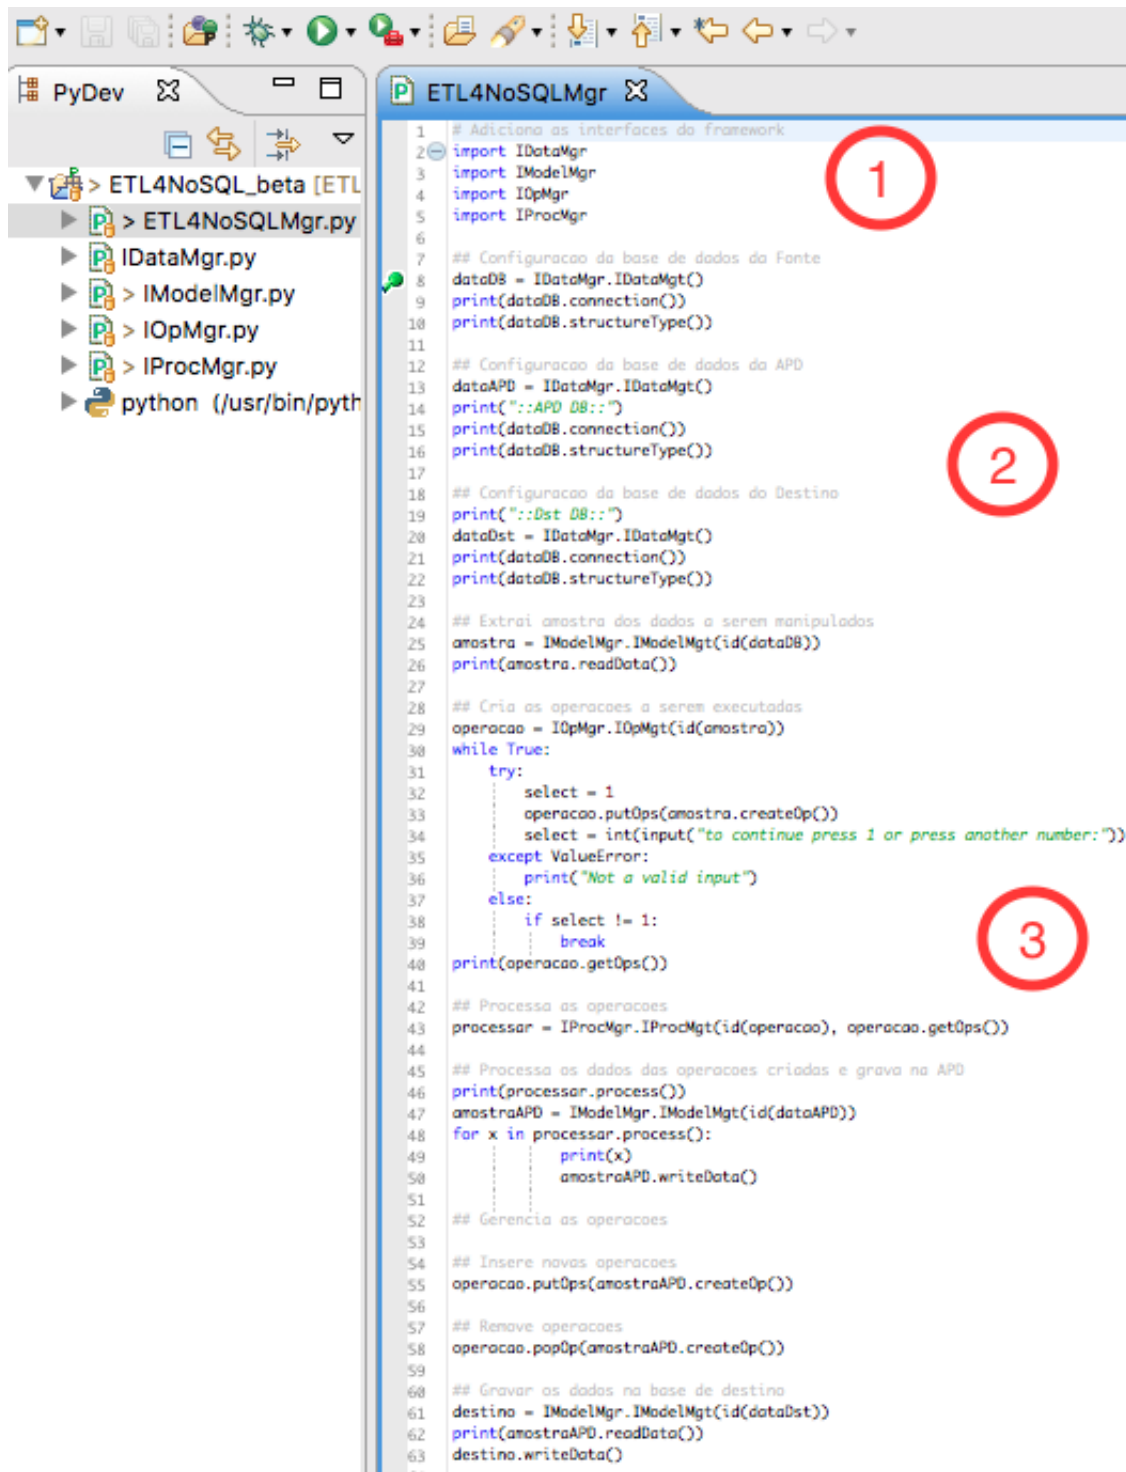 PyDev
ETL4NoSQLMgr
> ETL4NoSQL_beta [ETL
> ETL4NoSQLMgr.py
IDataMgr.py
> IModelMgr.py
> IOpMgr.py
> IProcMgr.py
python (/usr/bin/pyth
1 # Adiciona as interfaces do framework
2 import IDataMgr
3 import IModelMgr
4 import IOpMgr
5 import IProcMgr
6
7 ## Configuracao da base de dados da Fonte
8 dataDB = IDataMgr.IDataMgt()
9 print(dataDB.connection())
10 print(dataDB.structureType())
11
12 ## Configuracao da base de dados da APD
13 dataAPD = IDataMgr.IDataMgt()
14 print("::APD DB::")
15 print(dataDB.connection())
16 print(dataDB.structureType())
17
18 ## Configuracao da base de dados do Destino
19 print("::Dst DB::")
20 dataDst = IDataMgr.IDataMgt()
21 print(dataDB.connection())
22 print(dataDB.structureType())
23
24 ## Extrai amostra dos dados a serem manipulados
25 amostra = IModelMgr.IModelMgt(id(dataDB))
26 print(amostra.readData())
27
28 ## Cria as operacoes a serem executadas
29 operacao = IOpMgr.IOpMgt(id(amostra))
30 while True:
31 try:
32 select = 1
33 operacao.putOps(amostra.createOp())
34 select = int(input("to continue press 1 or press another number:"))
35 except ValueError:
36 print("Not a valid input")
37 else:
38 if select != 1:
39 break
40 print(operacao.getOps())
41
42 ## Processa as operacoes
43 processar = IProcMgr.IProcMgt(id(operacao), operacao.getOps())
44
45 ## Processa os dados das operacoes criadas e grava na APD
46 print(processar.process())
47 amostraAPD = IModelMgr.IModelMgt(id(dataAPD))
48 for x in processar.process():
49 print(x)
50 amostraAPD.writeData()
51
52 ## Gerencia as operacoes
53
54 ## Insere novas operacoes
55 operacao.putOps(amostraAPD.createOp())
56
57 ## Remove operacoes
58 operacao.popOp(amostraAPD.createOp())
59
60 ## Gravar os dados na base de destino
61 destino = IModelMgr.IModelMgt(id(dataDst))
62 print(amostraAPD.readData())
63 destino.writeData()
1
2
3